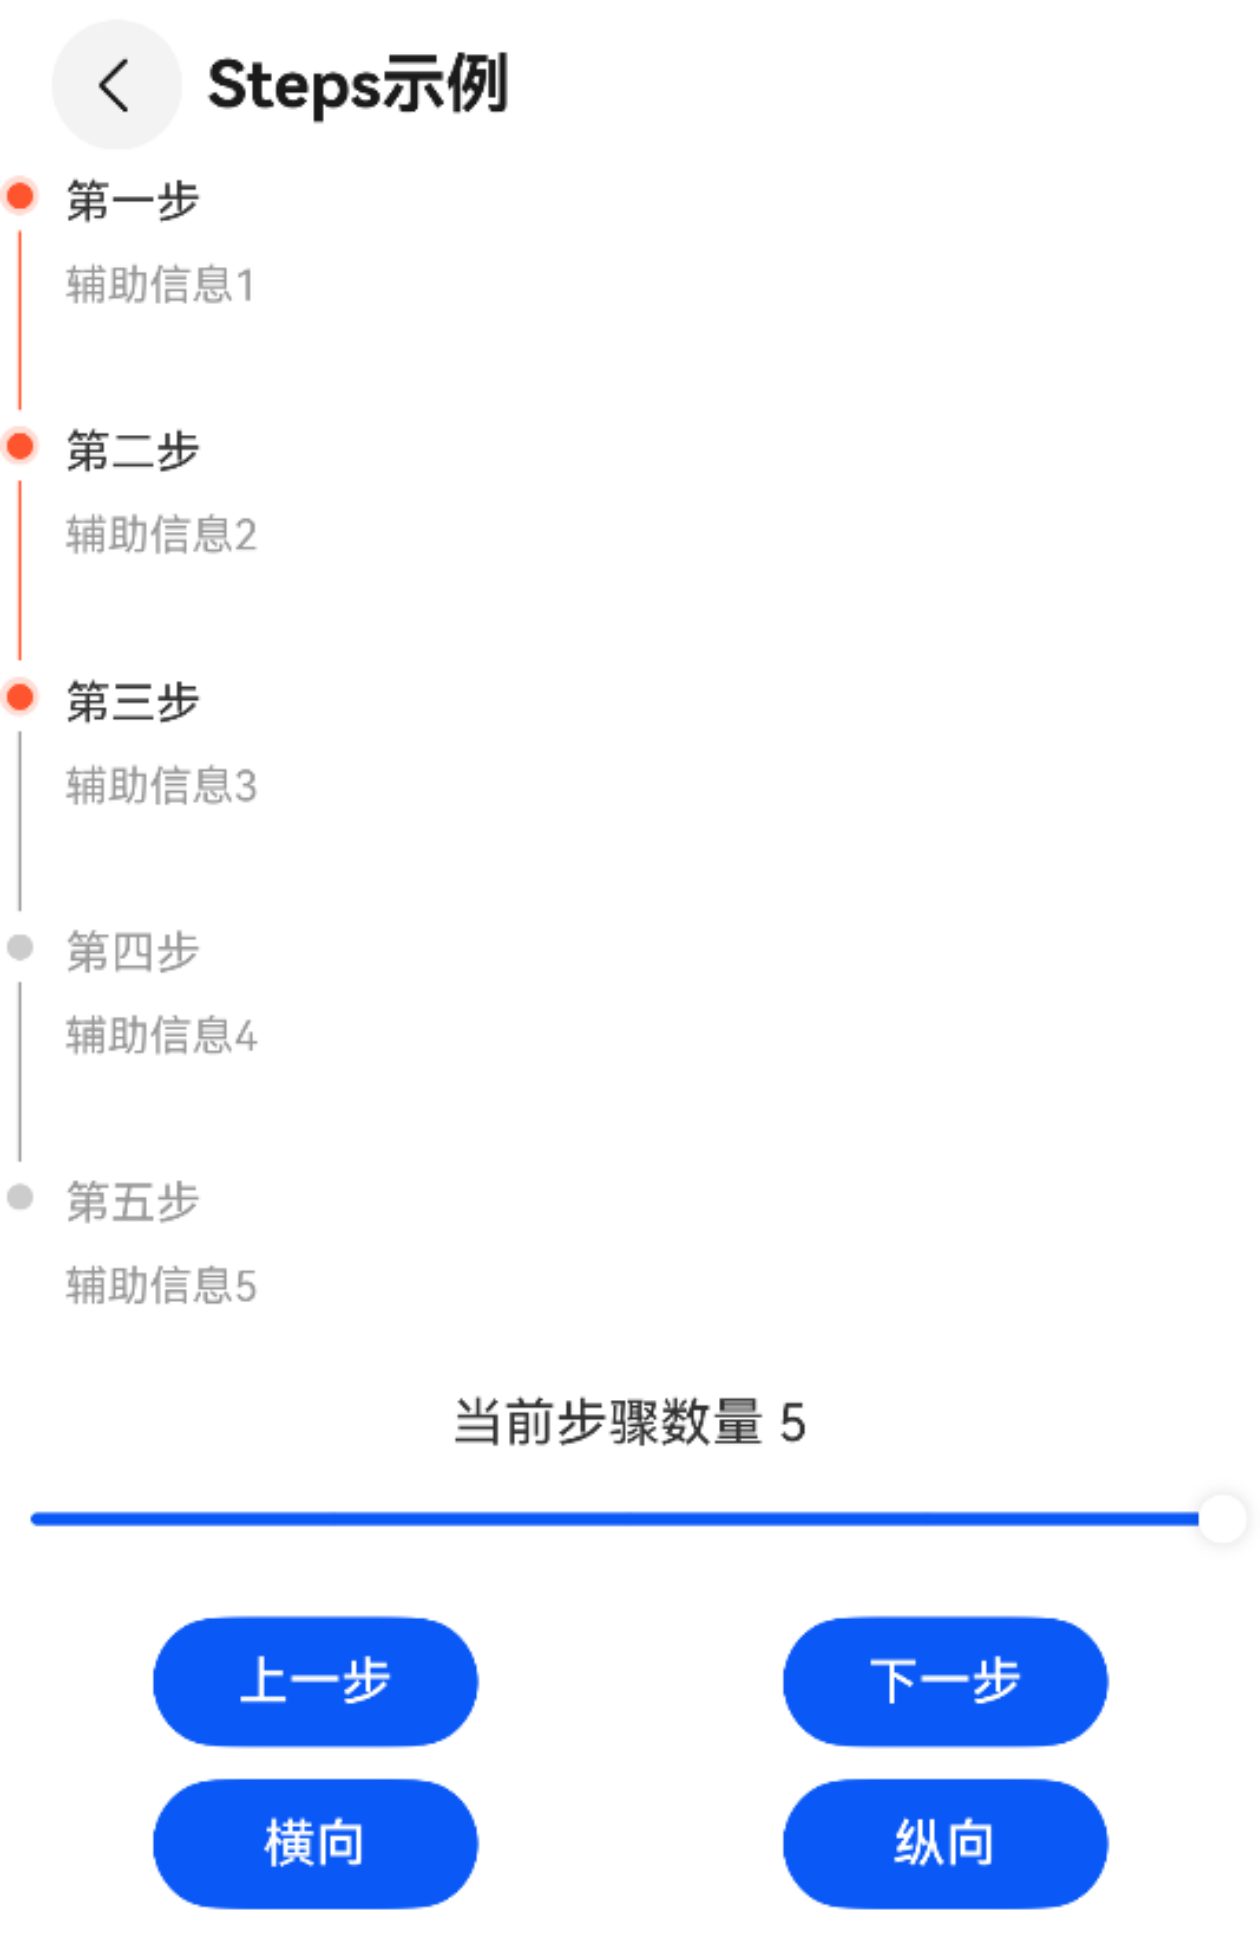 Steps示例
第一步
辅助信息1
第二步
辅助信息2
第三步
辅助信息3
第四步
辅助信息4
第五步
辅助信息5
当前步骤数量 5
上一步
下一步
横向
纵向